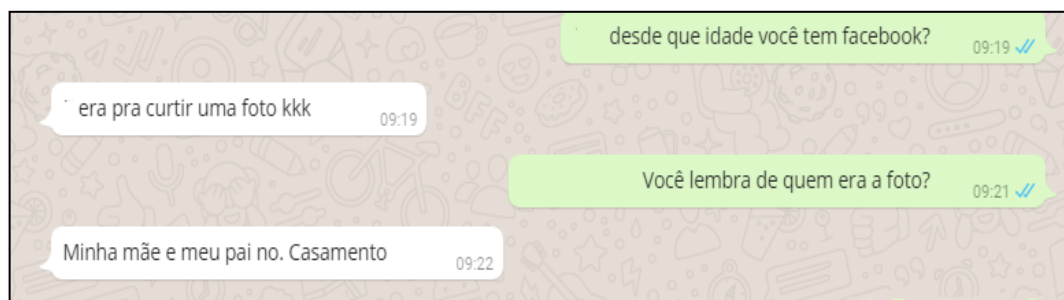 desde que idade você tem facebook?
09:19
era pra curtir uma foto kkk
09:19
Você lembra de quem era a foto?
09:21
Minha mãe e meu pai no. Casamento
09:22